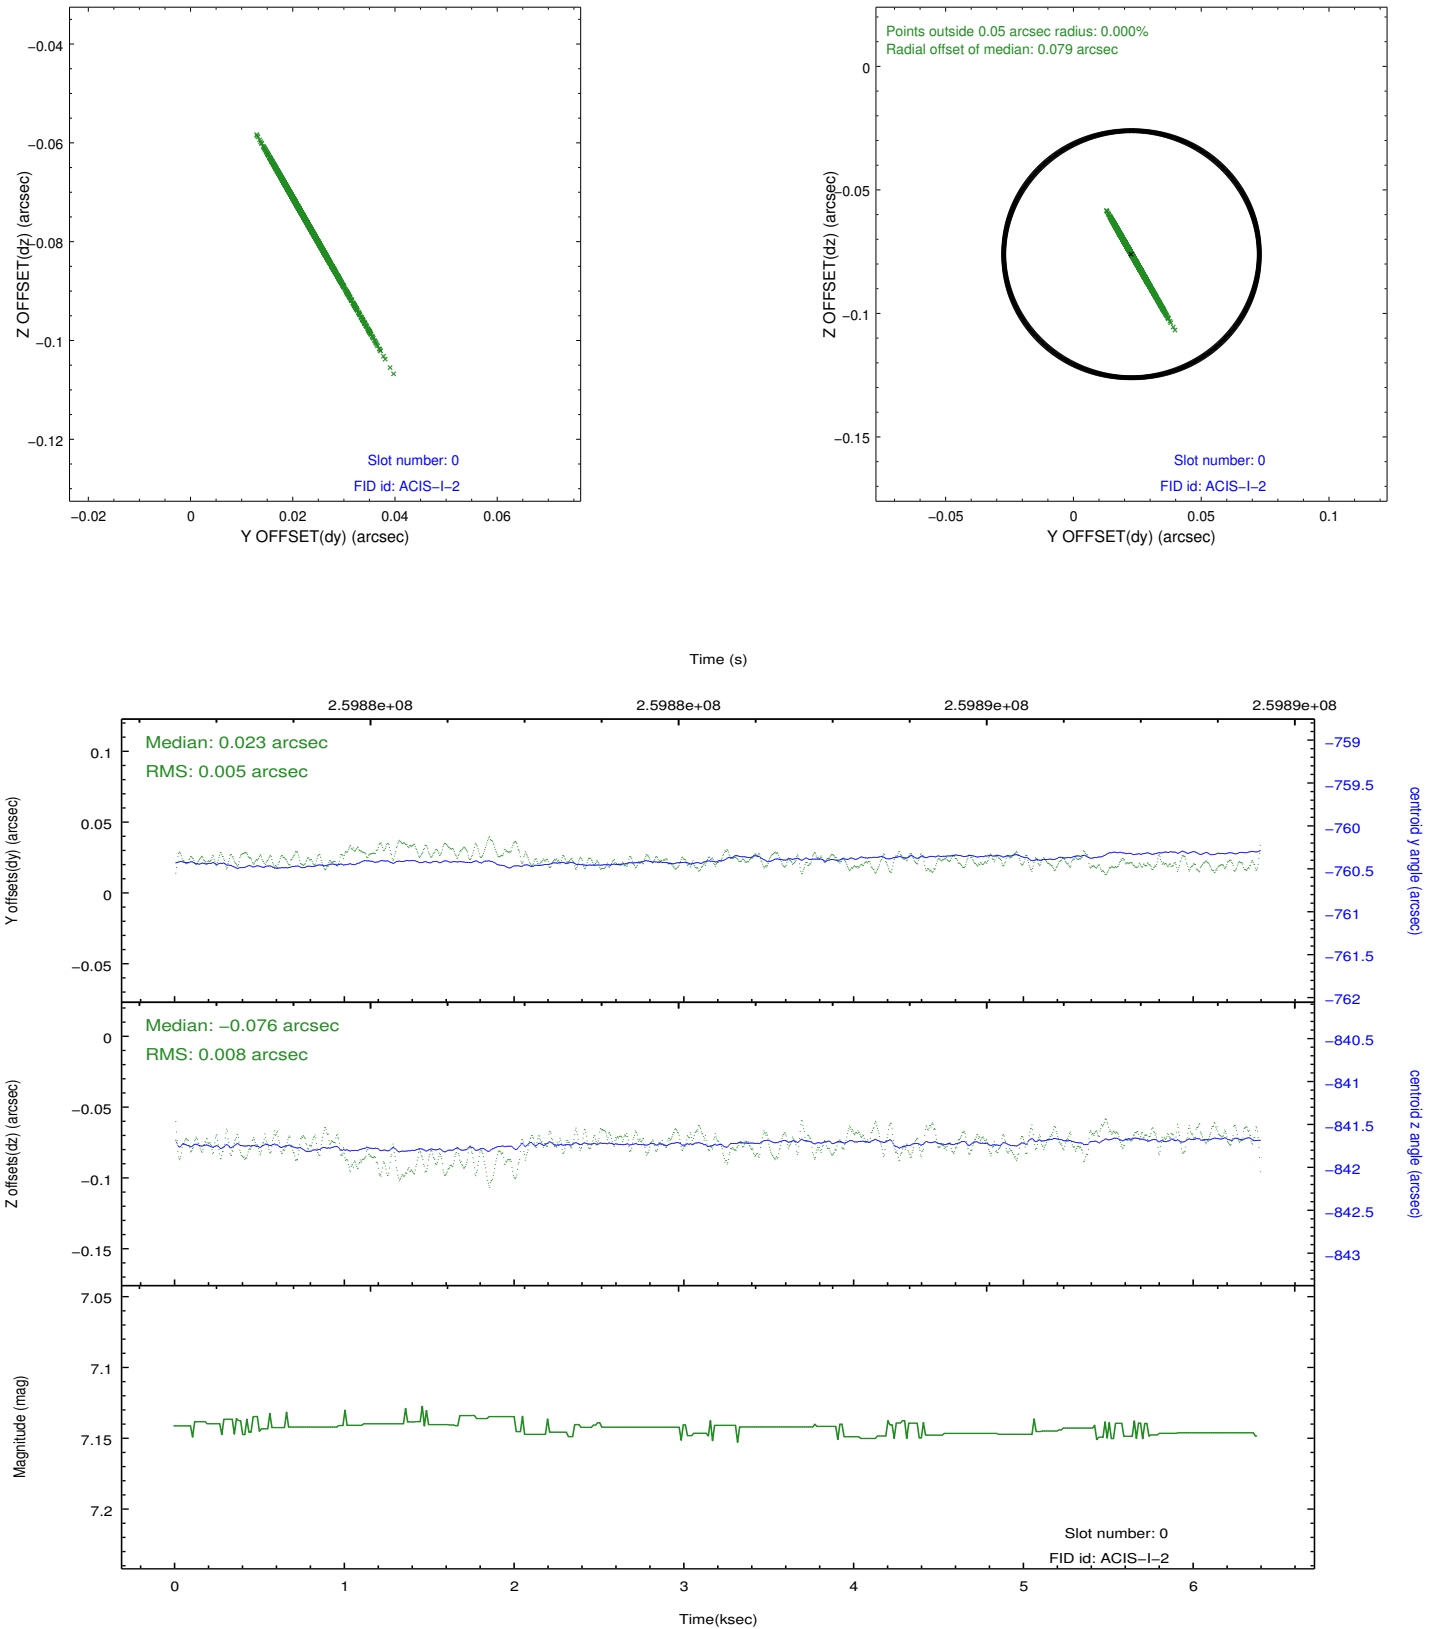 −0.04
−0.06
−0.08
−0.1
−0.12
Z OFFSET(dz) (arcsec)
Slot number: 0
FID id: ACIS−I−2
−0.02
0
0.02
0.04
0.06
Y OFFSET(dy) (arcsec)
Points outside 0.05 arcsec radius: 0.000%
Radial offset of median: 0.079 arcsec
0
−0.05
−0.1
−0.15
Z OFFSET(dz) (arcsec)
Slot number: 0
FID id: ACIS−I−2
−0.05
0
0.05
0.1
Y OFFSET(dy) (arcsec)
Time (s)
2.5988e+08
2.5988e+08
2.5989e+08
2.5989e+08
Median: 0.023 arcsec
RMS: 0.005 arcsec
0.1
0.05
0
−0.05
Y offsets(dy) (arcsec)
−759
−759.5
−760
−760.5
−761
−761.5
−762
centroid y angle (arcsec)
Median: −0.076 arcsec
RMS: 0.008 arcsec
0
−0.05
−0.1
−0.15
Z offsets(dz) (arcsec)
−840.5
−841
−841.5
−842
−842.5
−843
centroid z angle (arcsec)
7.05
7.1
7.15
7.2
Magnitude (mag)
Slot number: 0
FID id: ACIS−I−2
0
1
2
3
4
5
6
Time(ksec)